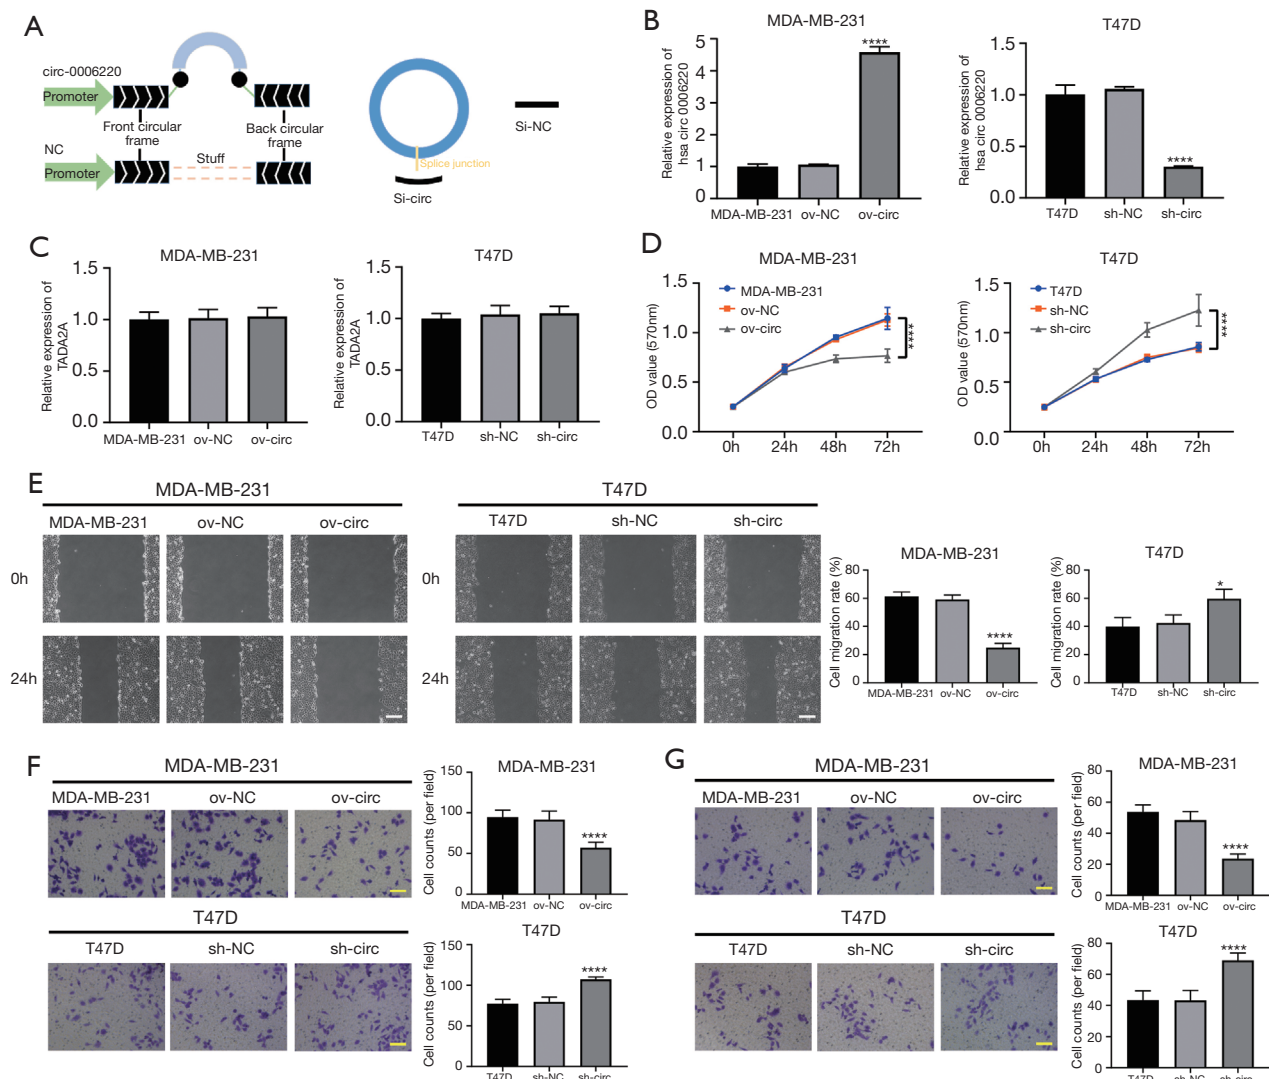 A
circ-0006220
Promoter
Front circular
frame
Back circular
frame
NC
Promoter
Stuff
Splice junction
Si-circ
Si-NC
B
MDA-MB-231
Relative expression of
hsa circ 0006220
5
4
3
2
1
0
****
MDA-MB-231 ov-NC ov-circ
T47D
Relative expression of
hsa circ 0006220
1.5
1.0
0.5
0.0
****
T47D sh-NC sh-circ
C
MDA-MB-231
Relative expression of
TADA2A
1.5
1.0
0.5
0.0
MDA-MB-231 ov-NC ov-circ
T47D
Relative expression of
TADA2A
1.5
1.0
0.5
0.0
T47D sh-NC sh-circ
D
MDA-MB-231
OD value (570nm)
1.5
1.0
0.5
0.0
MDA-MB-231
ov-NC
ov-circ
****
0h 24h 48h 72h
T47D
OD value (570nm)
1.5
1.0
0.5
0.0
T47D
sh-NC
sh-circ
****
0h 24h 48h 72h
E
MDA-MB-231
MDA-MB-231 ov-NC ov-circ
0h
24h
T47D
T47D sh-NC sh-circ
0h
24h
MDA-MB-231
Cell migration rate (%)
80
60
40
20
0
****
MDA-MB-231 ov-NC ov-circ
T47D
Cell migration rate (%)
80
60
40
20
0
*
T47D sh-NC sh-circ
F
MDA-MB-231
MDA-MB-231 ov-NC ov-circ
MDA-MB-231
Cell counts (per field)
150
100
50
0
****
MDA-MB-231 ov-NC ov-circ
T47D
T47D sh-NC sh-circ
T47D
Cell counts (per field)
150
100
50
0
****
T47D sh-NC sh-circ
G
MDA-MB-231
MDA-MB-231 ov-NC ov-circ
MDA-MB-231
Cell counts (per field)
80
60
40
20
0
****
MDA-MB-231 ov-NC ov-circ
T47D
T47D sh-NC sh-circ
T47D
Cell counts (per field)
80
60
40
20
0
****
T47D sh-NC sh-circ